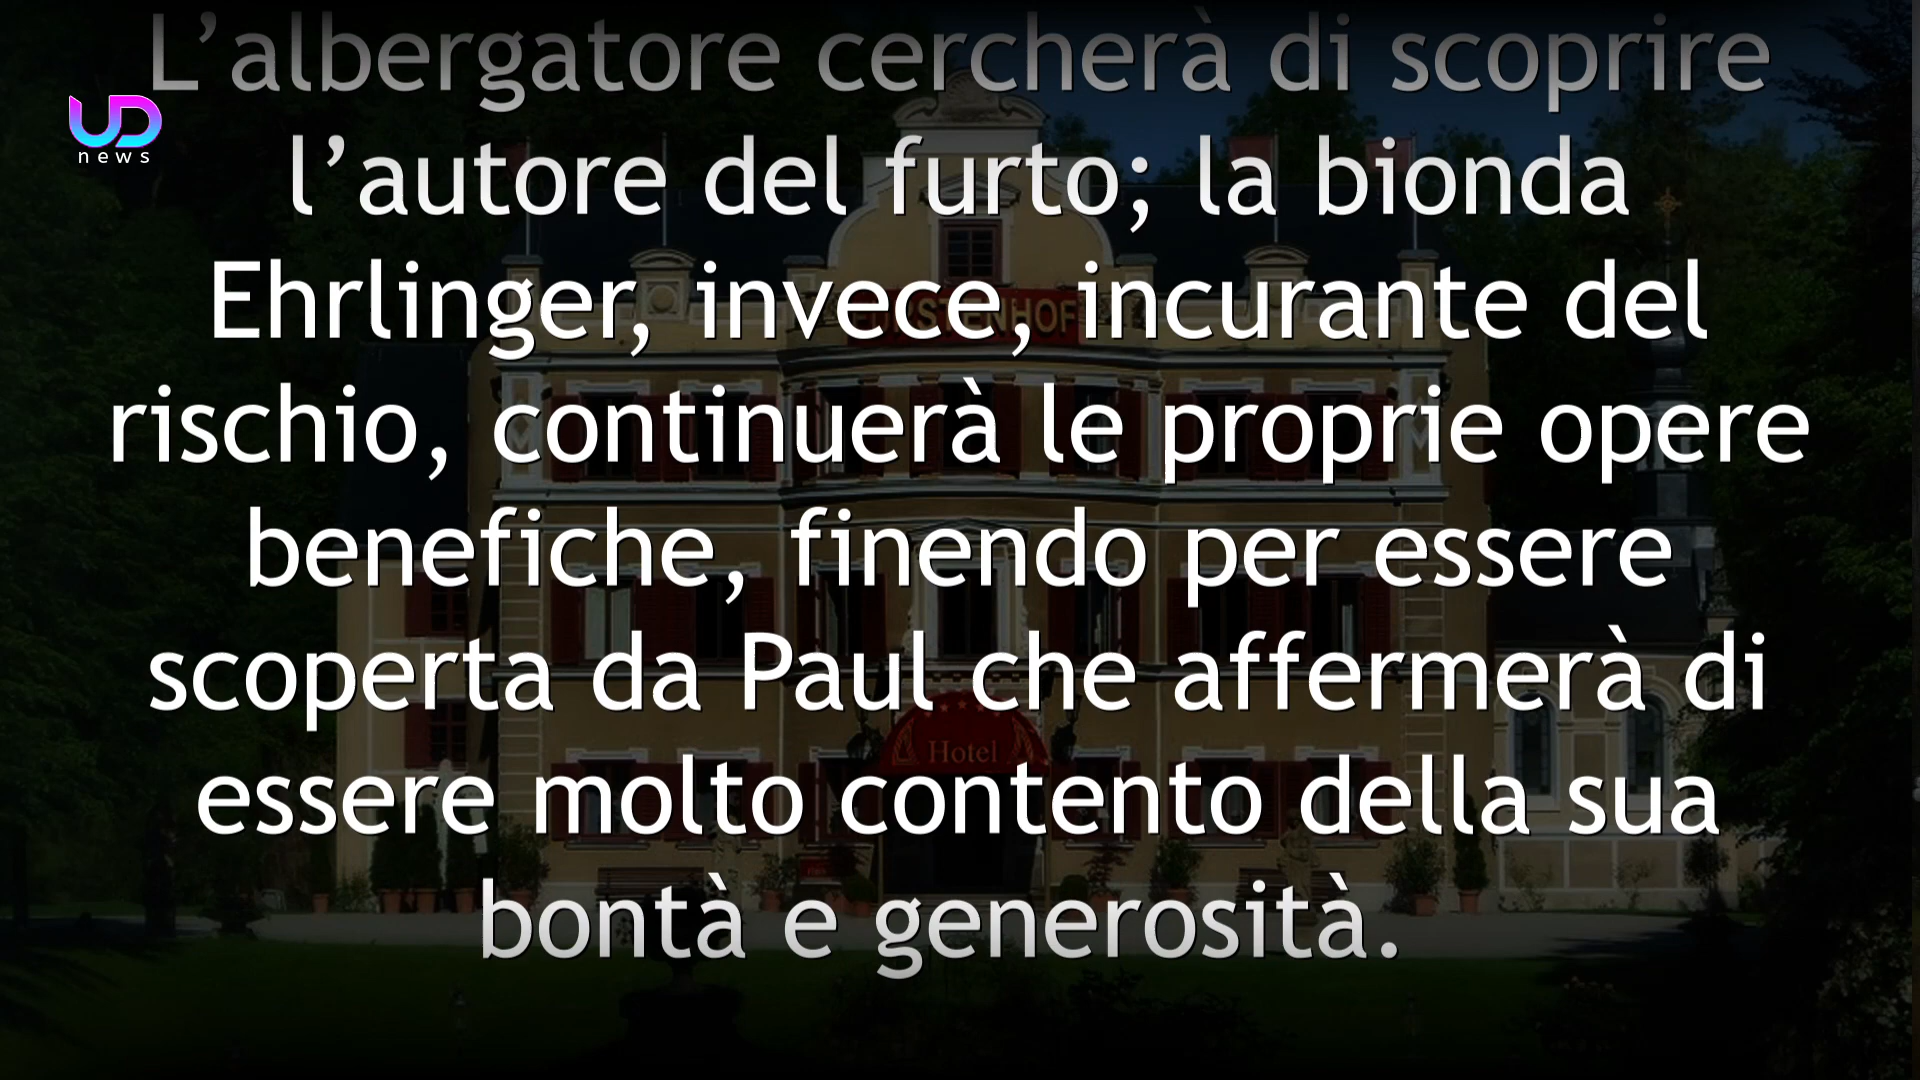 L’albergatore cercherà di scoprire
UD
news
l’autore del furto; la bionda
Ehrlinger, invece, incurante del
FÜRSTENHOF
rischio, continuerà le proprie opere
benefiche, finendo per essere
scoperta da Paul che affermerà di
Hotel
essere molto contento della sua
bontà e generosità.